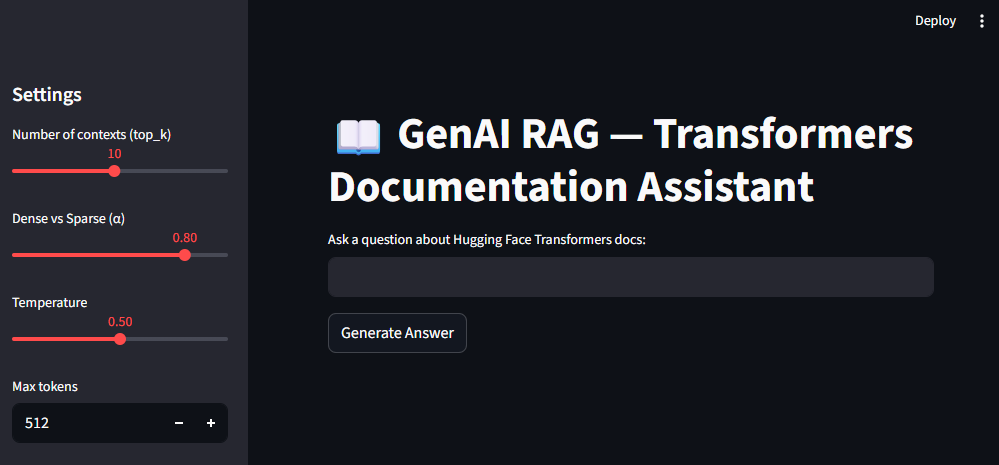 Deploy
Settings
Number of contexts (top_k)
10
Dense vs Sparse (α)
0.80
Temperature
0.50
Max tokens
512
GenAI RAG — Transformers
Documentation Assistant
Ask a question about Hugging Face Transformers docs:
Generate Answer